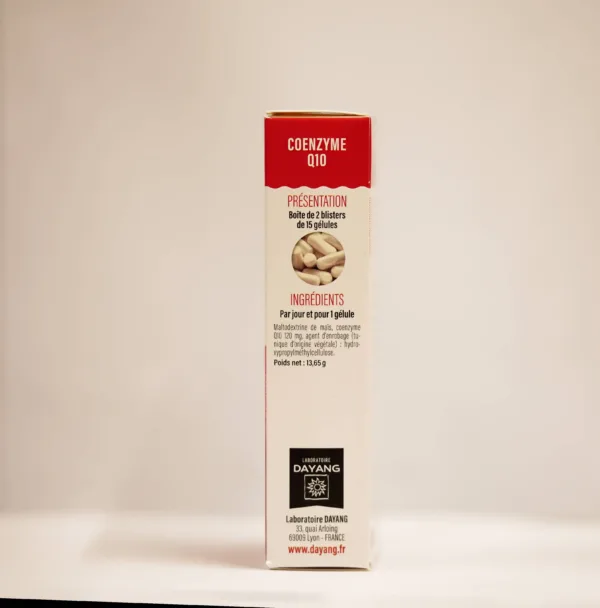 COENZYME
Q10
PRÉSENTATION
Boîte de 2 blisters
de 15 gélules
INGRÉDIENTS
Par jour et pour 1 gélule
Maltodextrine de maïs, coenzyme
Q10 120 mg, agent d'enrobage (tu-
nique d'origine végétale) : hydro-
xypropylméthylcellulose.
Poids net : 13,65 g
LABORATOIRE
DAYANG
Laboratoire DAYANG
33, quai Arloing
69009 Lyon - FRANCE
www.dayang.fr